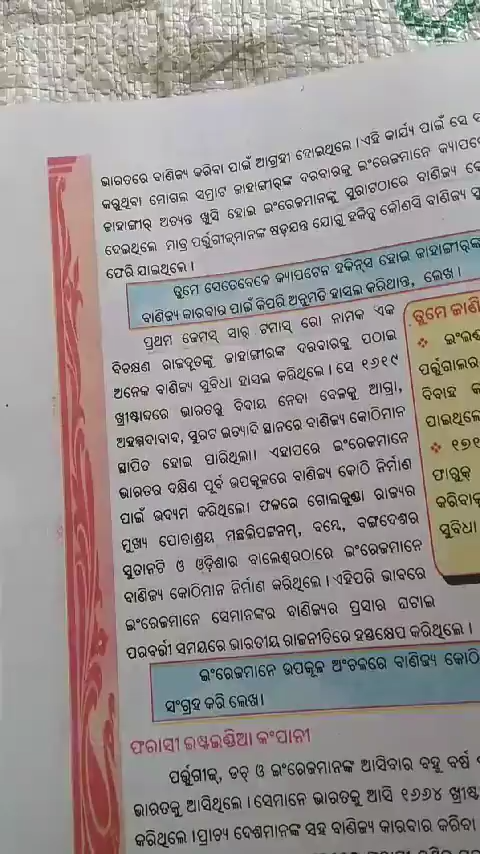 ଭାରତରେ ବାଣିଜ୍ୟ କରିବା ପାଇଁ ଆଗ୍ରହୀ ହୋଇଥିଲେ । ଏହି କାର୍ଯ୍ୟ ପାଇଁ ସେ
କରୁଥିବା ମୋଗଲ ସମ୍ରାଟ ଜାହାଙ୍ଗୀରଙ୍କ ଦରବାରକୁ ଇଂରେଜମାନେ
ଜାହାଙ୍ଗୀର ଅତ୍ୟନ୍ତ ଖୁସି ହୋଇ ଇଂରେଜମାନଙ୍କୁ ସୁରାଟଠାରେ ବାଣିଜ୍ୟ
ଦେଇଥିଲେ ମାତ୍ର ପର୍ତ୍ତୁଗୀଜ୍‌ମାନଙ୍କ ଷଡ଼ଯନ୍ତ ଯୋଗୁ ହକିନ୍ସ କୌଣସି ବାଣିଜ୍ୟ
ଫେରି ଯାଇଥିଲେ ।
ତୁମେ ସେତେବେଳେ କ୍ୟାପଟେନ ହକିନ୍‌ସ ହୋଇ ଜାହାଙ୍ଗୀରଙ୍କ
ବାଣିଜ୍ୟ କାରବାର ପାଇଁ କିପରି ଅନୁମତି ହାସଲ କରିଥାନ୍ତ, ଲେଖ ।
ପ୍ରଥମ ଜେମସ୍ ସାର୍ ଟମାସ୍ ରୋ ନାମକ ଏକ
ବିଚକ୍ଷଣ ରାଜଦୂତଙ୍କୁ ଜାହାଙ୍ଗୀରଙ୍କ ଦରବାରକୁ ପଠାଇ
ଅନେକ ବାଣିଜ୍ୟ ସୁବିଧା ହାସଲ କରିଥିଲେ । ସେ ୧୬୧୯
ଖ୍ରୀଷ୍ଟାବ୍ଦରେ ଭାରତରୁ ବିଦାୟ ନେବା ବେଳକୁ ଆଗ୍ରା,
ଅହମ୍ମଦାବାଦ, ସୁରଟ ଇତ୍ୟାଦି ସ୍ଥାନରେ ବାଣିଜ୍ୟ କୋଠିମାନ
ସ୍ଥାପିତ ହୋଇ ପାରିଥିଲା। ଏହାପରେ ଇଂରେଜମାନେ
ଭାରତର ଦକ୍ଷିଣ ପୂର୍ବ ଉପକୂଳରେ ବାଣିଜ୍ୟ କୋଠି ନିର୍ମାଣ
ପାଇଁ ଉଦ୍ୟମ କରିଥିଲେ। ଫଳରେ ଗୋଲକୁଣ୍ଡା ରାଜ୍ୟର
ମୁଖ୍ୟ ପୋତାଶ୍ରୟ ମଛଲିପଟ୍ଟନମ୍, ବମ୍ବେ, ବଙ୍ଗଦେଶର
ସୁତାନଟି ଓ ଓଡ଼ିଶାର ବାଲେଶ୍ୱରଠାରେ ଇଂରେଜମାନେ
ବାଣିଜ୍ୟ କୋଠିମାନ ନିର୍ମାଣ କରିଥିଲେ । ଏହିପରି ଭାବରେ
ଇଂରେଜମାନେ ସେମାନଙ୍କର ବାଣିଜ୍ୟର ପ୍ରସାର ଘଟାଇ
ପରବର୍ତ୍ତୀ ସମୟରେ ଭାରତୀୟ ରାଜନୀତିରେ ହସ୍ତକ୍ଷେପ କରିଥିଲେ ।
ତୁମେ ଜାଣି
❖ ଇଂଲଣ୍ଡ
ପର୍ତ୍ତୁଗାଲର
ବିବାହ
ପାଇଥିଲେ
❖ ୧୭୧
ଫାରୁକ୍
କରିବାକୁ
ସୁବିଧା
ଇଂରେଜମାନେ ଉପକୂଳ ଅଂଚଳରେ ବାଣିଜ୍ୟ କୋଠି
ସଂଗ୍ରହ କରି ଲେଖ।
ଫରାସୀ ଇଷ୍ଟଇଣ୍ଡିଆ କଂପାନୀ
ପର୍ତ୍ତୁଗୀଜ୍, ଡଚ୍ ଓ ଇଂରେଜମାନଙ୍କ ଆସିବାର ବହୁ ବର୍ଷ
ଭାରତକୁ ଆସିଥିଲେ । ସେମାନେ ଭାରତକୁ ଆସି ୧୬୬୪
କରିଥିଲେ ।ପ୍ରାଚ୍ୟ ଦେଶମାନଙ୍କ ସହ ବାଣିଜ୍ୟ କାରବାର କରିବା